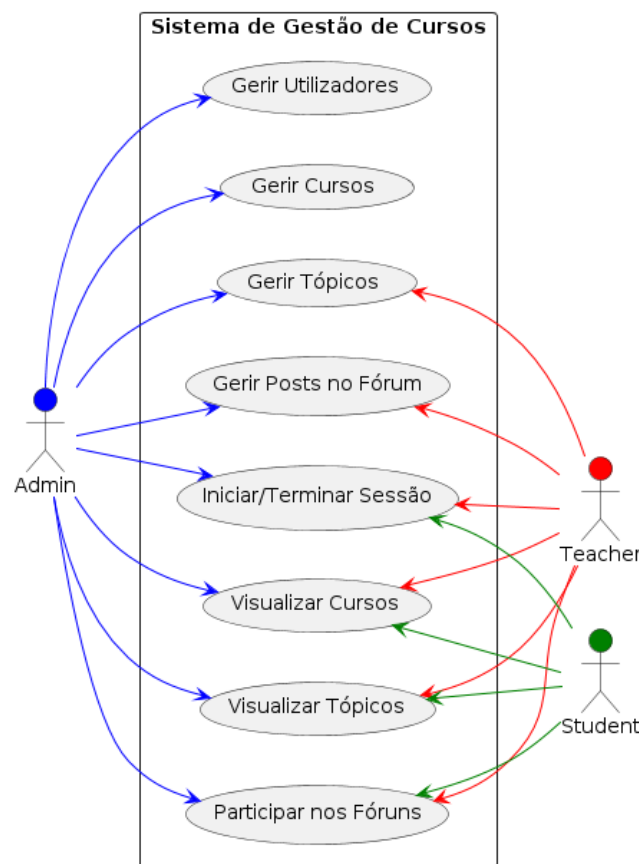 Sistema de Gestão de Cursos
Gerir Utilizadores
Gerir Cursos
Gerir Tópicos
Gerir Posts no Fórum
Admin
Iniciar/Terminar Sessão
Teacher
Visualizar Cursos
Visualizar Tópicos
Student
Participar nos Fóruns